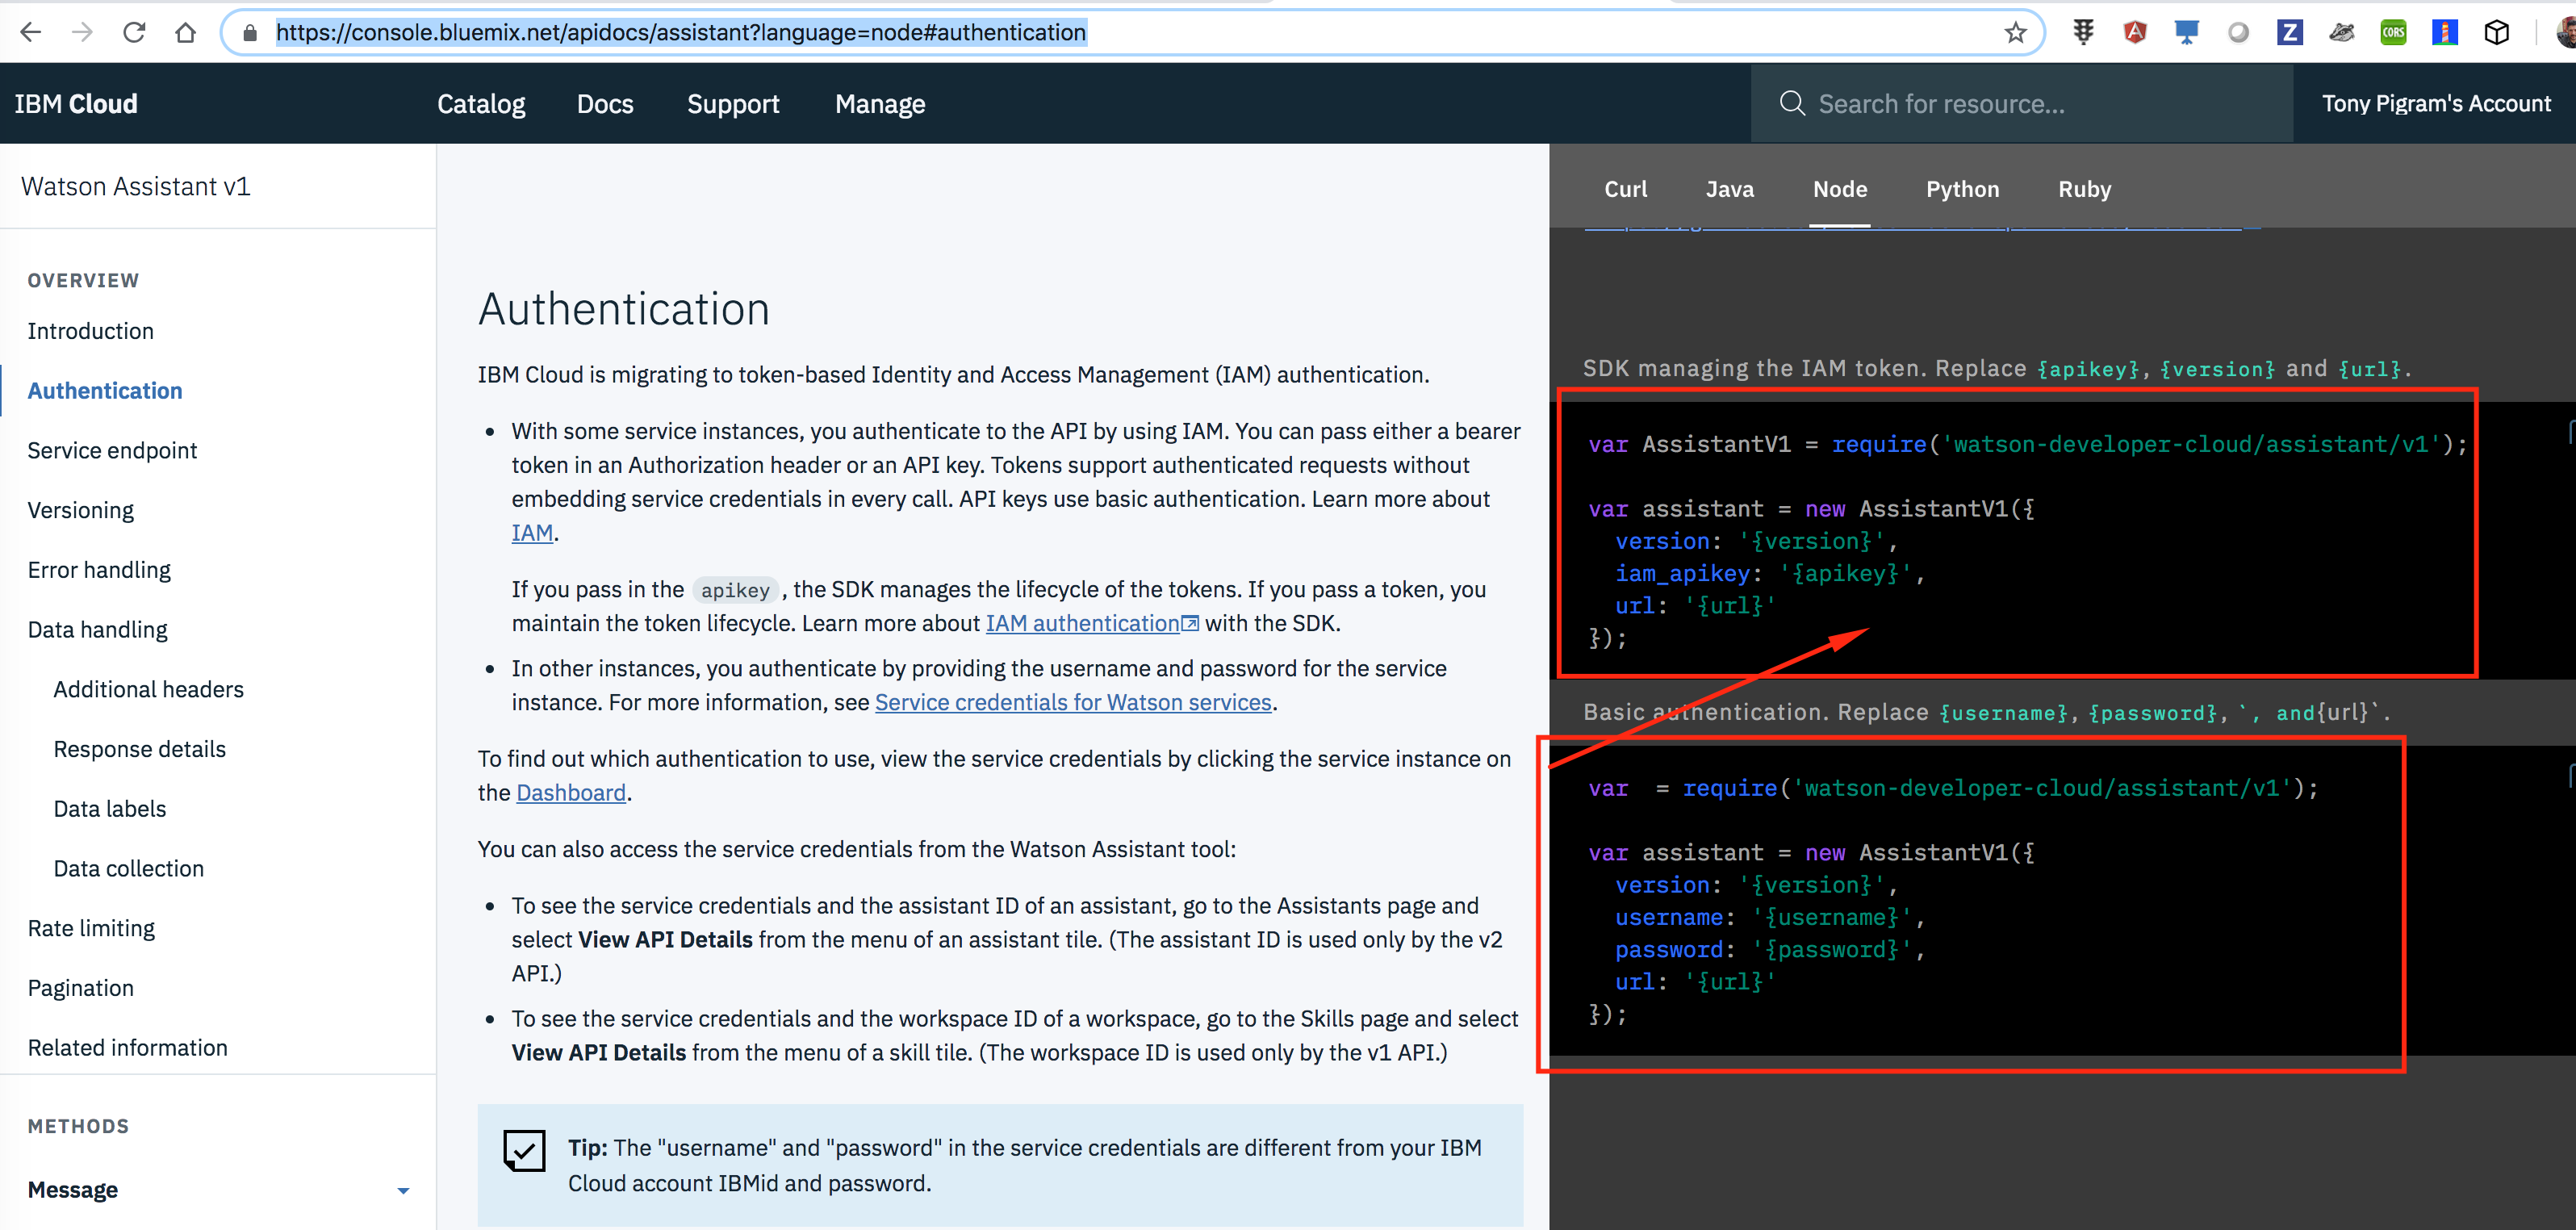 https://console.bluemix.net/apidocs/assistant?language=node#authentication
CORS
IBM Cloud
Catalog
Docs
Support
Manage
Search for resource...
Tony Pigram's Account
Watson Assistant v1
OVERVIEW
Introduction
Authentication
Service endpoint
Versioning
Error handling
Data handling
Additional headers
Response details
Data labels
Data collection
Rate limiting
Pagination
Related information
METHODS
Message
Authentication
IBM Cloud is migrating to token-based Identity and Access Management (IAM) authentication.
• With some service instances, you authenticate to the API by using IAM. You can pass either a bearer
token in an Authorization header or an API key. Tokens support authenticated requests without
embedding service credentials in every call. API keys use basic authentication. Learn more about
IAM.
If you pass in the apikey , the SDK manages the lifecycle of the tokens. If you pass a token, you
maintain the token lifecycle. Learn more about IAM authentication with the SDK.
• In other instances, you authenticate by providing the username and password for the service
instance. For more information, see Service credentials for Watson services.
To find out which authentication to use, view the service credentials by clicking the service instance on
the Dashboard.
You can also access the service credentials from the Watson Assistant tool:
• To see the service credentials and the assistant ID of an assistant, go to the Assistants page and
select View API Details from the menu of an assistant tile. (The assistant ID is used only by the v2
API.)
• To see the service credentials and the workspace ID of a workspace, go to the Skills page and select
View API Details from the menu of a skill tile. (The workspace ID is used only by the v1 API.)
Tip: The "username" and "password" in the service credentials are different from your IBM
Cloud account IBMid and password.
Curl
Java
Node
Python
Ruby
SDK managing the IAM token. Replace {apikey}, {version} and {url}.
var AssistantV1 = require('watson-developer-cloud/assistant/v1');
var assistant = new AssistantV1({
version: '{version}',
iam_apikey: '{apikey}',
url: '{url}'
});
Basic authentication. Replace {username}, {password}, `, and{url}`.
var  = require('watson-developer-cloud/assistant/v1');
var assistant = new AssistantV1({
version: '{version}',
username: '{username}',
password: '{password}',
url: '{url}'
});